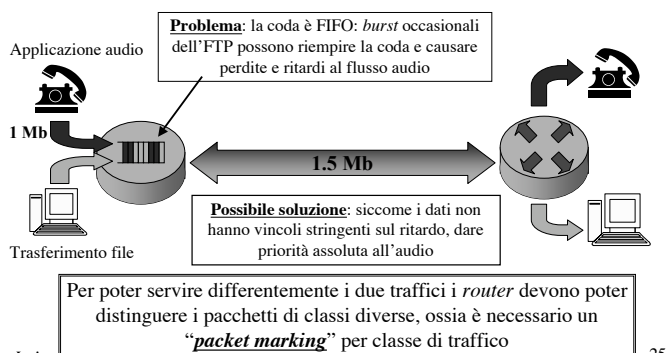 Problema: la coda è FIFO: burst occasionali
dell'FTP possono riempire la coda e causare
perdite e ritardi al flusso audio
Applicazione audio
1 Mb
1.5 Mb
Trasferimento file
Possibile soluzione: siccome i dati non
hanno vincoli stringenti sul ritardo, dare
priorità assoluta all'audio
Per poter servire differentemente i due traffici i router devono poter
distinguere i pacchetti di classi diverse, ossia è necessario un
"packet marking" per classe di traffico
25